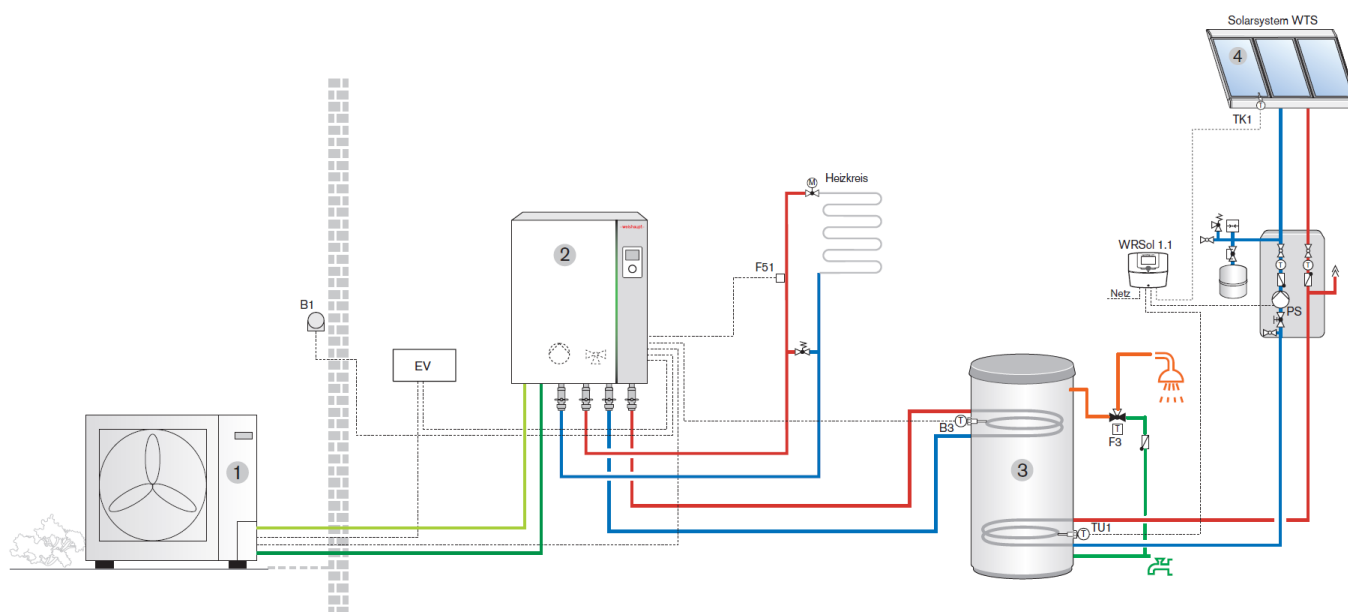 Solarsystem WTS
4
TK1
Heizkreis
M
weishaupt
2
F51
WRSol 1.1
Netz
T
T
PS
B1
EV
1
B3
T
3
T
F3
TU1
T
T